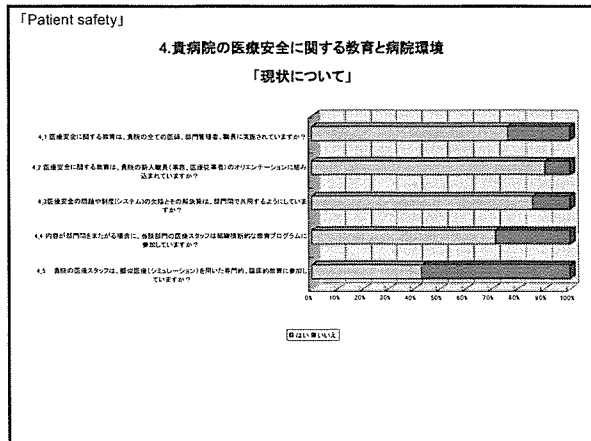 「Patient safety」
4.貴病院の医療安全に関する教育と病院環境
「現状について」
4.1 医療安全に関する教育は、貴院の全ての医師、部門管理者、職員に実施されていますか?
4.2 医療安全に関する教育は、貴院の新人職員(事務、医療従事者)のオリエンテーションに組み
込まれていますか?
4.3医療安全の問題や制度(システム)の欠陥とその解決策は、部門間で共用するようにしていま
すか?
4.4 内容が部門間をまたがる場合に、各該部門の医療スタッフは組織横断的な教育プログラムに
参加していますか?
4.5 貴院の医療スタッフは、模擬医療(シミュレーション)を用いた専門的、臨床的教育に参加し
ていますか?
0% 10% 20% 30% 40% 50% 60% 70% 80% 90% 100%
はい いいえ